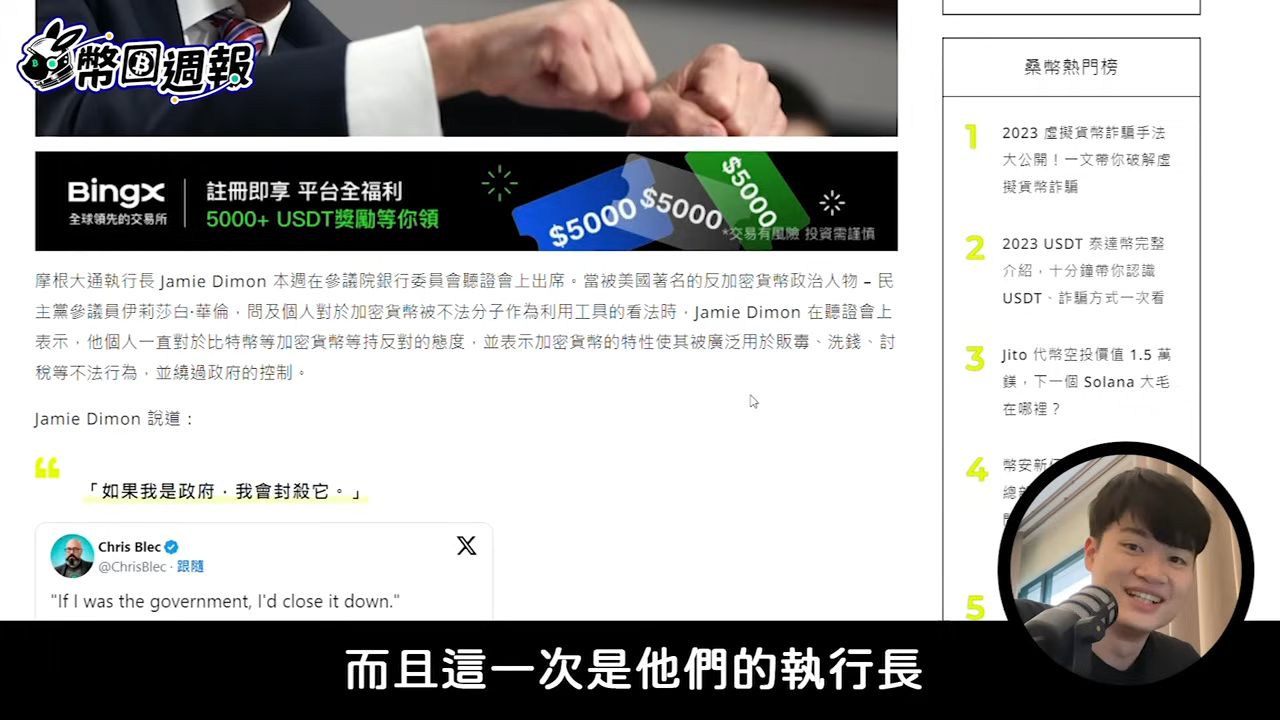 幣回週報
BingX
全球領先的交易所
註冊即享 平台全福利
5000+ USDT獎勵等你領
$5000
$5000
$5000
*交易有風險 投資需謹慎
摩根大通執行長 Jamie Dimon 本週在參議院銀行委員會聽證會上出席。當被美國著名的反加密貨幣政治人物 – 民
主黨參議員伊莉莎白·華倫，問及個人對於加密貨幣被不法分子作為利用工具的看法時，Jamie Dimon 在聽證會上
表示，他個人一直對於比特幣等加密貨幣等持反對的態度，並表示加密貨幣的特性使其被廣泛用於販毒、洗錢、討
稅等不法行為，並繞過政府的控制。
Jamie Dimon 說道：
「如果我是政府，我會封殺它。」
Chris Blec
@ChrisBlec · 跟隨
"If I was the government, I'd close it down."
桑幣熱門榜
1
2023 虛擬貨幣詐騙手法
大公開！一文帶你破解虛
擬貨幣詐騙
2
2023 USDT 泰達幣完整
介紹，十分鐘帶你認識
USDT、詐騙方式一次看
3
Jito 代幣空投價值 1.5 萬
鎂，下一個 Solana 大毛
在哪裡？
4
幣安新
5
而且這一次是他們的執行長